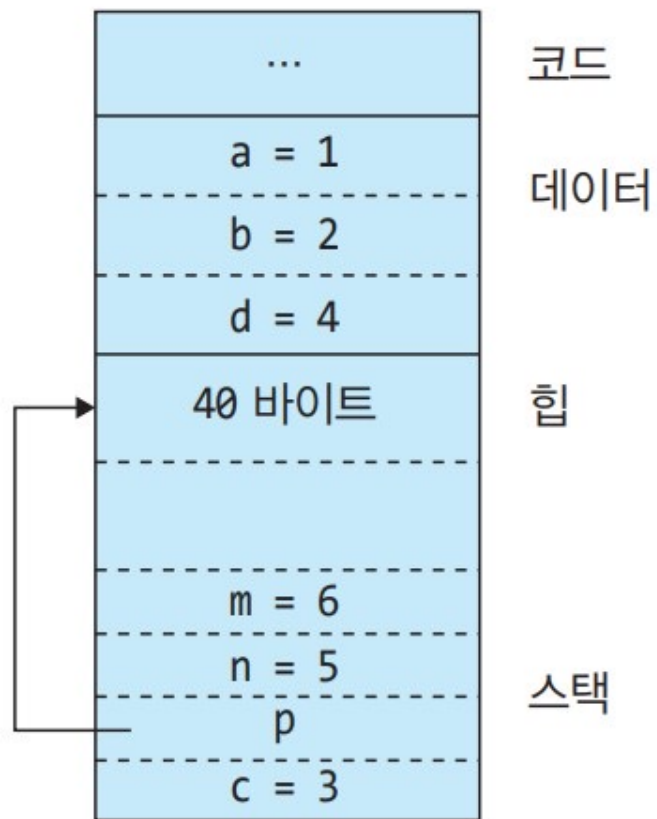 ...
코드
a = 1
데이터
b = 2
d = 4
40 바이트
힙
m = 6
n = 5
스택
p
c = 3